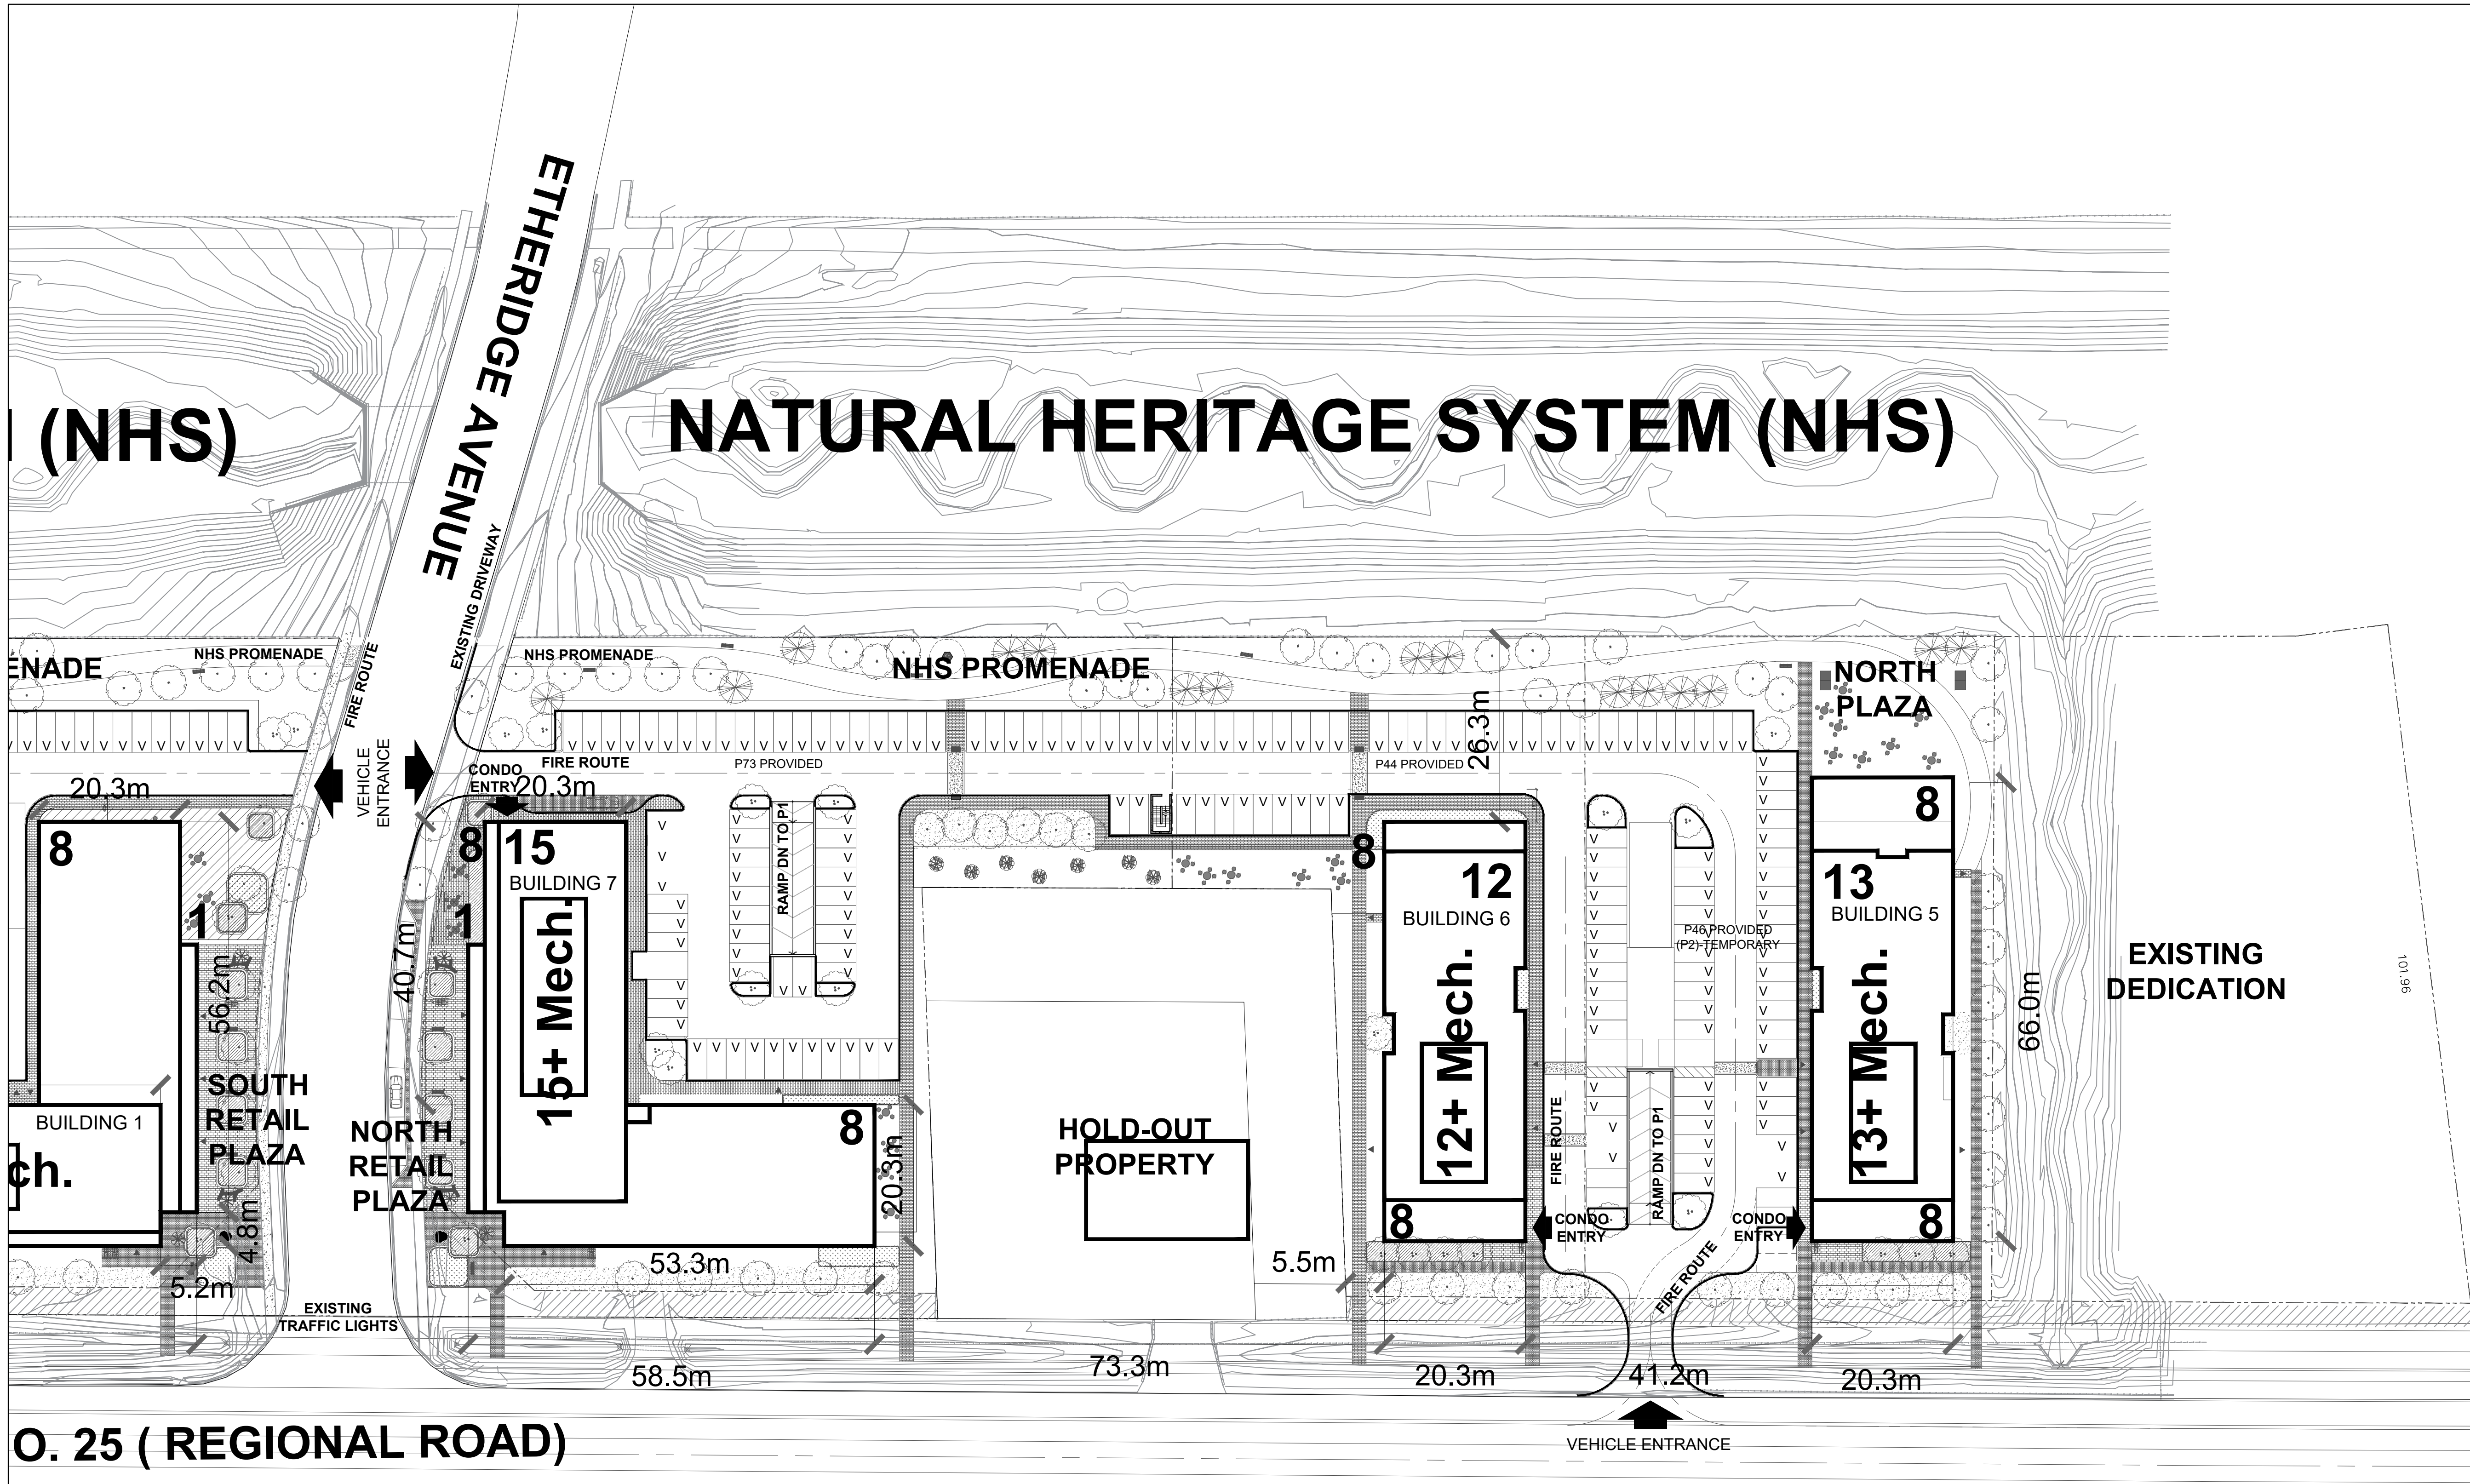 ETHERIDGE AVENUE
(NHS)
NATURAL HERITAGE SYSTEM (NHS)
EXISTING DRIVEWAY
FIRE ROUTE
ENADE
NHS PROMENADE
NHS PROMENADE
NHS PROMENADE
NORTH
PLAZA
26.3m
VEHICLE
ENTRANCE
CONDO
ENTRY
FIRE ROUTE
P73 PROVIDED
P44 PROVIDED
20.3m
20.3m
8
8
15
BUILDING 7
15+ Mech.
1
1
RAMP DN TO P1
8
12
BUILDING 6
12+ Mech.
8
13
BUILDING 5
13+ Mech.
P46 PROVIDED
(P2)-TEMPORARY
EXISTING
DEDICATION
101.96
66.0m
56.2m
40.7m
BUILDING 1
ch.
SOUTH
RETAIL
PLAZA
NORTH
RETAIL
PLAZA
8
20.3m
HOLD-OUT
PROPERTY
FIRE ROUTE
RAMP DN TO P1
8
CONDO
ENTRY
CONDO
ENTRY
8
FIRE ROUTE
4.8m
5.2m
53.3m
5.5m
EXISTING
TRAFFIC LIGHTS
58.5m
73.3m
20.3m
41.2m
20.3m
O. 25 ( REGIONAL ROAD)
VEHICLE ENTRANCE